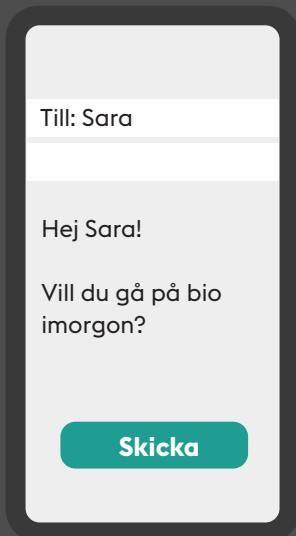 Till: Sara
Hej Sara!
Vill du gå på bio
imorgon?
Skicka